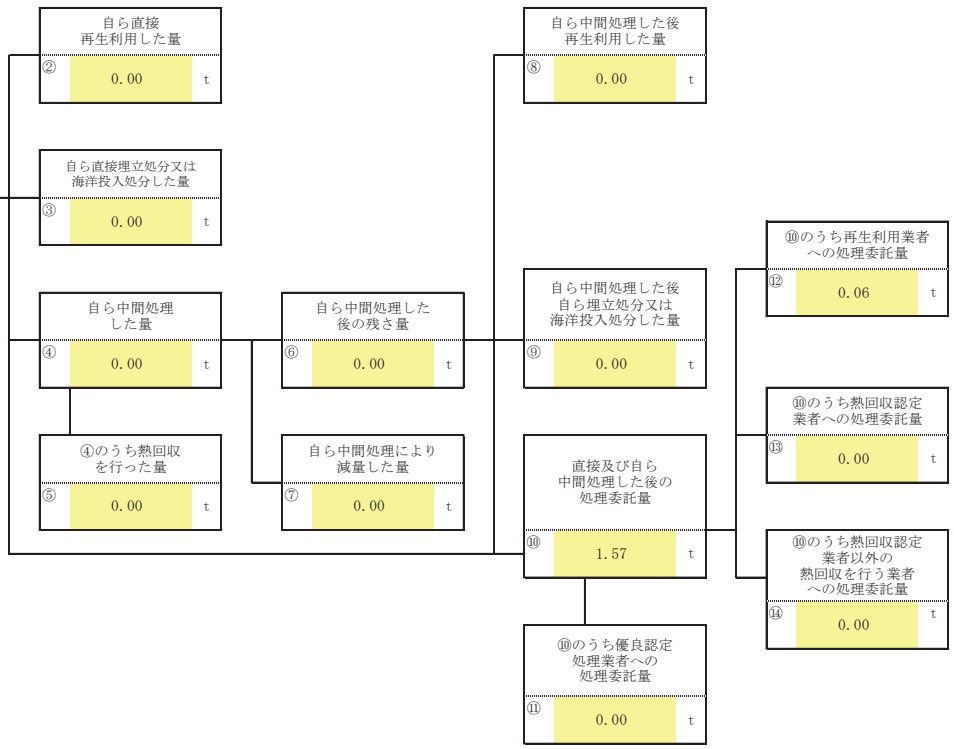 自ら直接
再生利用した量
② 0.00 t
自ら直接埋立処分又は
海洋投入処分した量
③ 0.00 t
自ら中間処理
した量
④ 0.00 t
④のうち熱回収
を行った量
⑤ 0.00 t
自ら中間処理した
後の残さ量
⑥ 0.00 t
自ら中間処理により
減量した量
⑦ 0.00 t
自ら中間処理した後
再生利用した量
⑧ 0.00 t
自ら中間処理した後
自ら埋立処分又は
海洋投入処分した量
⑨ 0.00 t
直接及び自ら
中間処理した後の
処理委託量
⑩ 1.57 t
⑩のうち優良認定
処理業者への
処理委託量
⑪ 0.00 t
⑩のうち再生利用業者
への処理委託量
⑫ 0.06 t
⑩のうち熱回収認定
業者への処理委託量
⑬ 0.00 t
⑩のうち熱回収認定
業者以外の
熱回収を行う業者
への処理委託量
⑭ 0.00 t